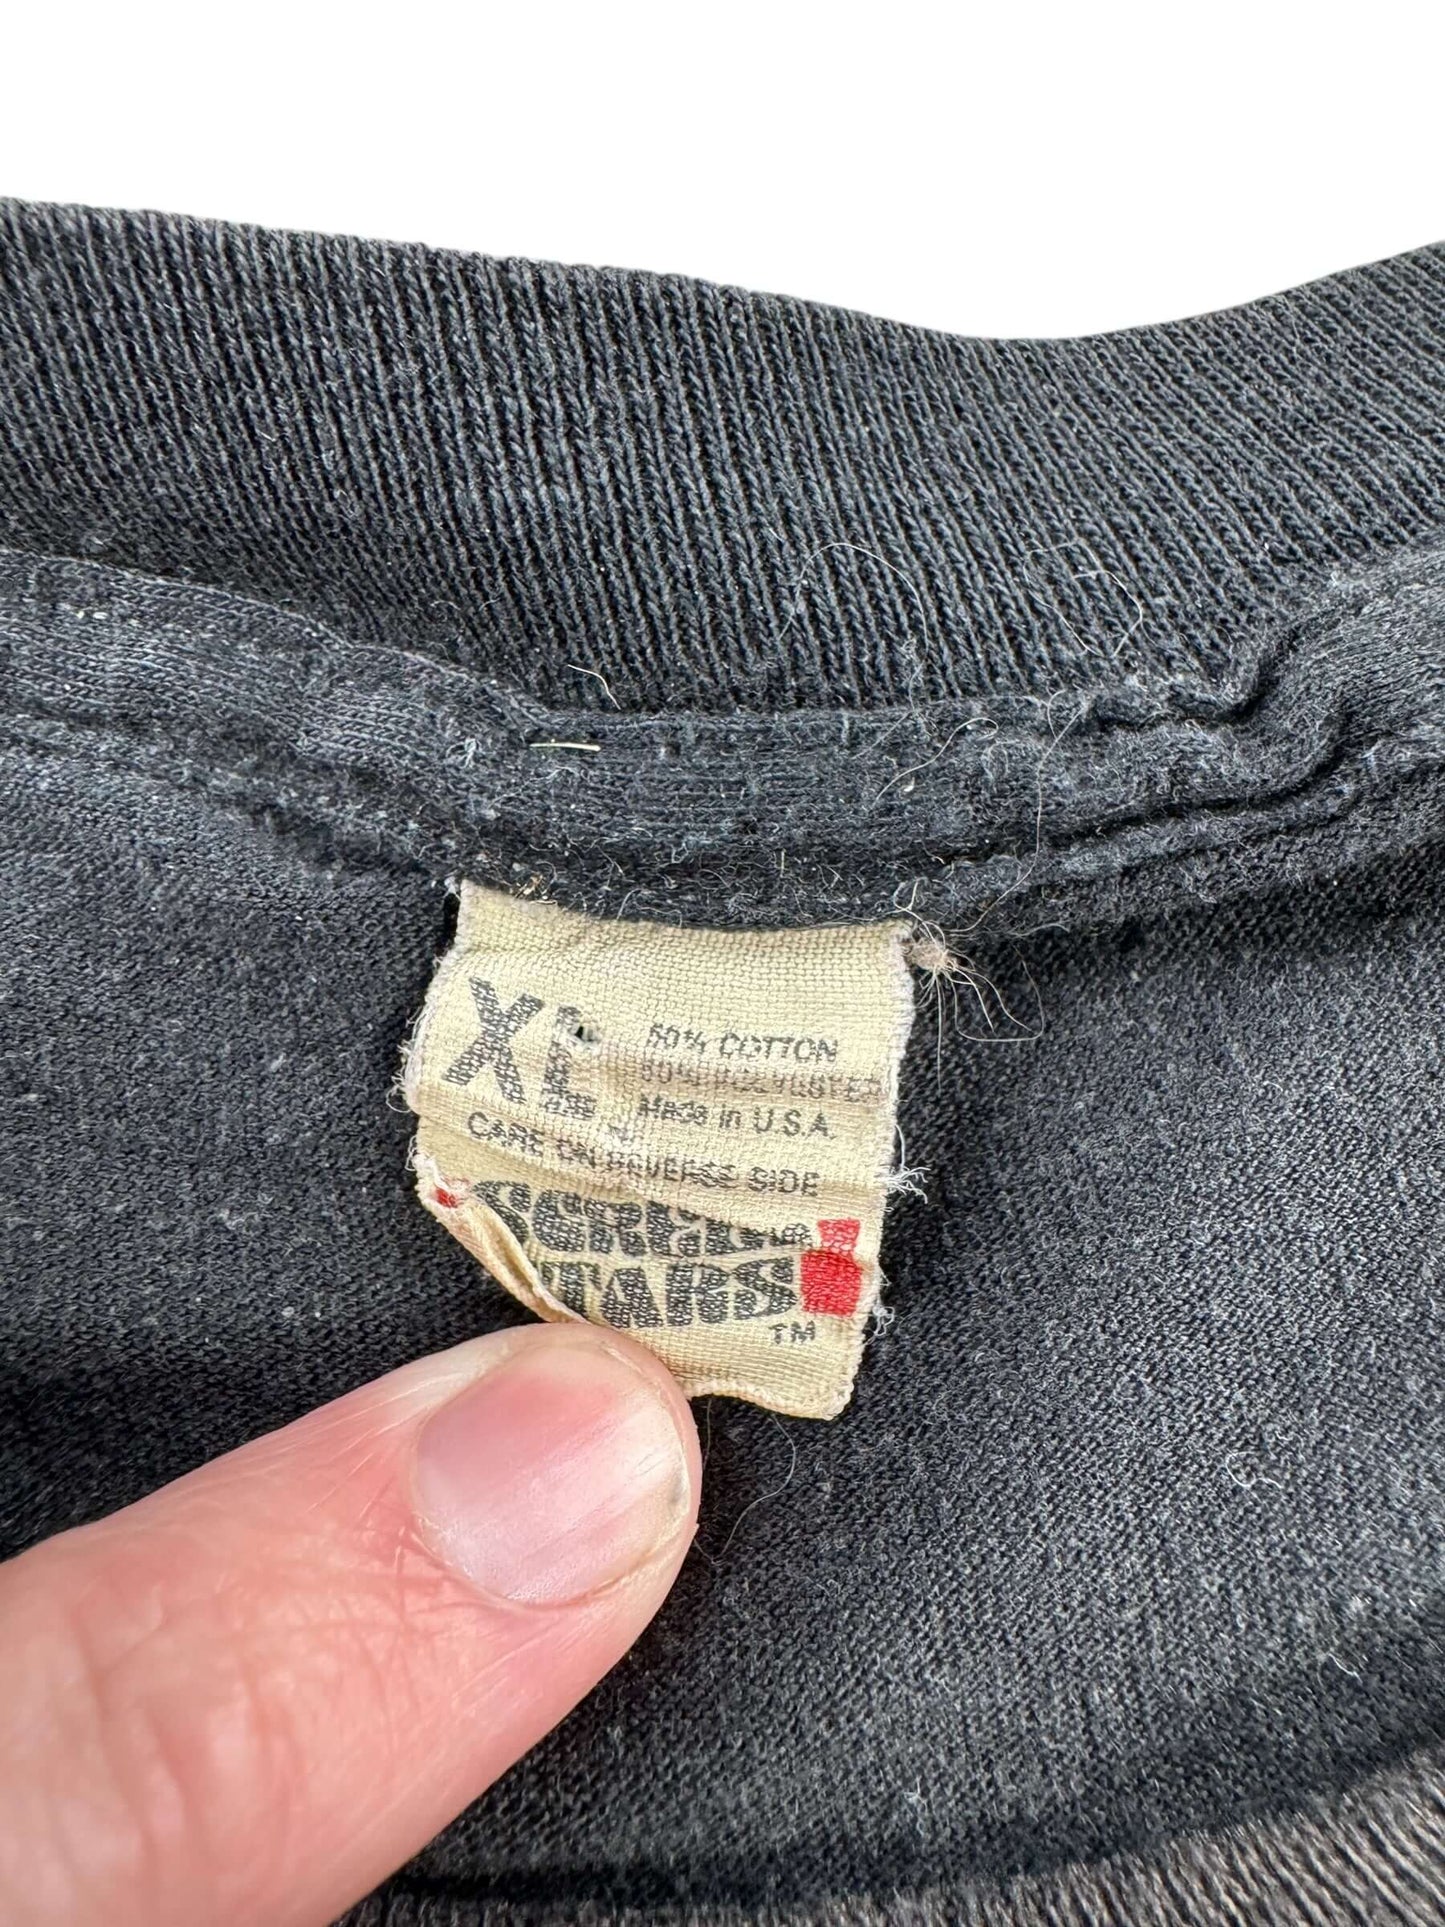 XL
50% COTTON
50% POLYESTER
Made in U.S.A.
CARE ON REVERSE SIDE
SCREEN
STARS
TM